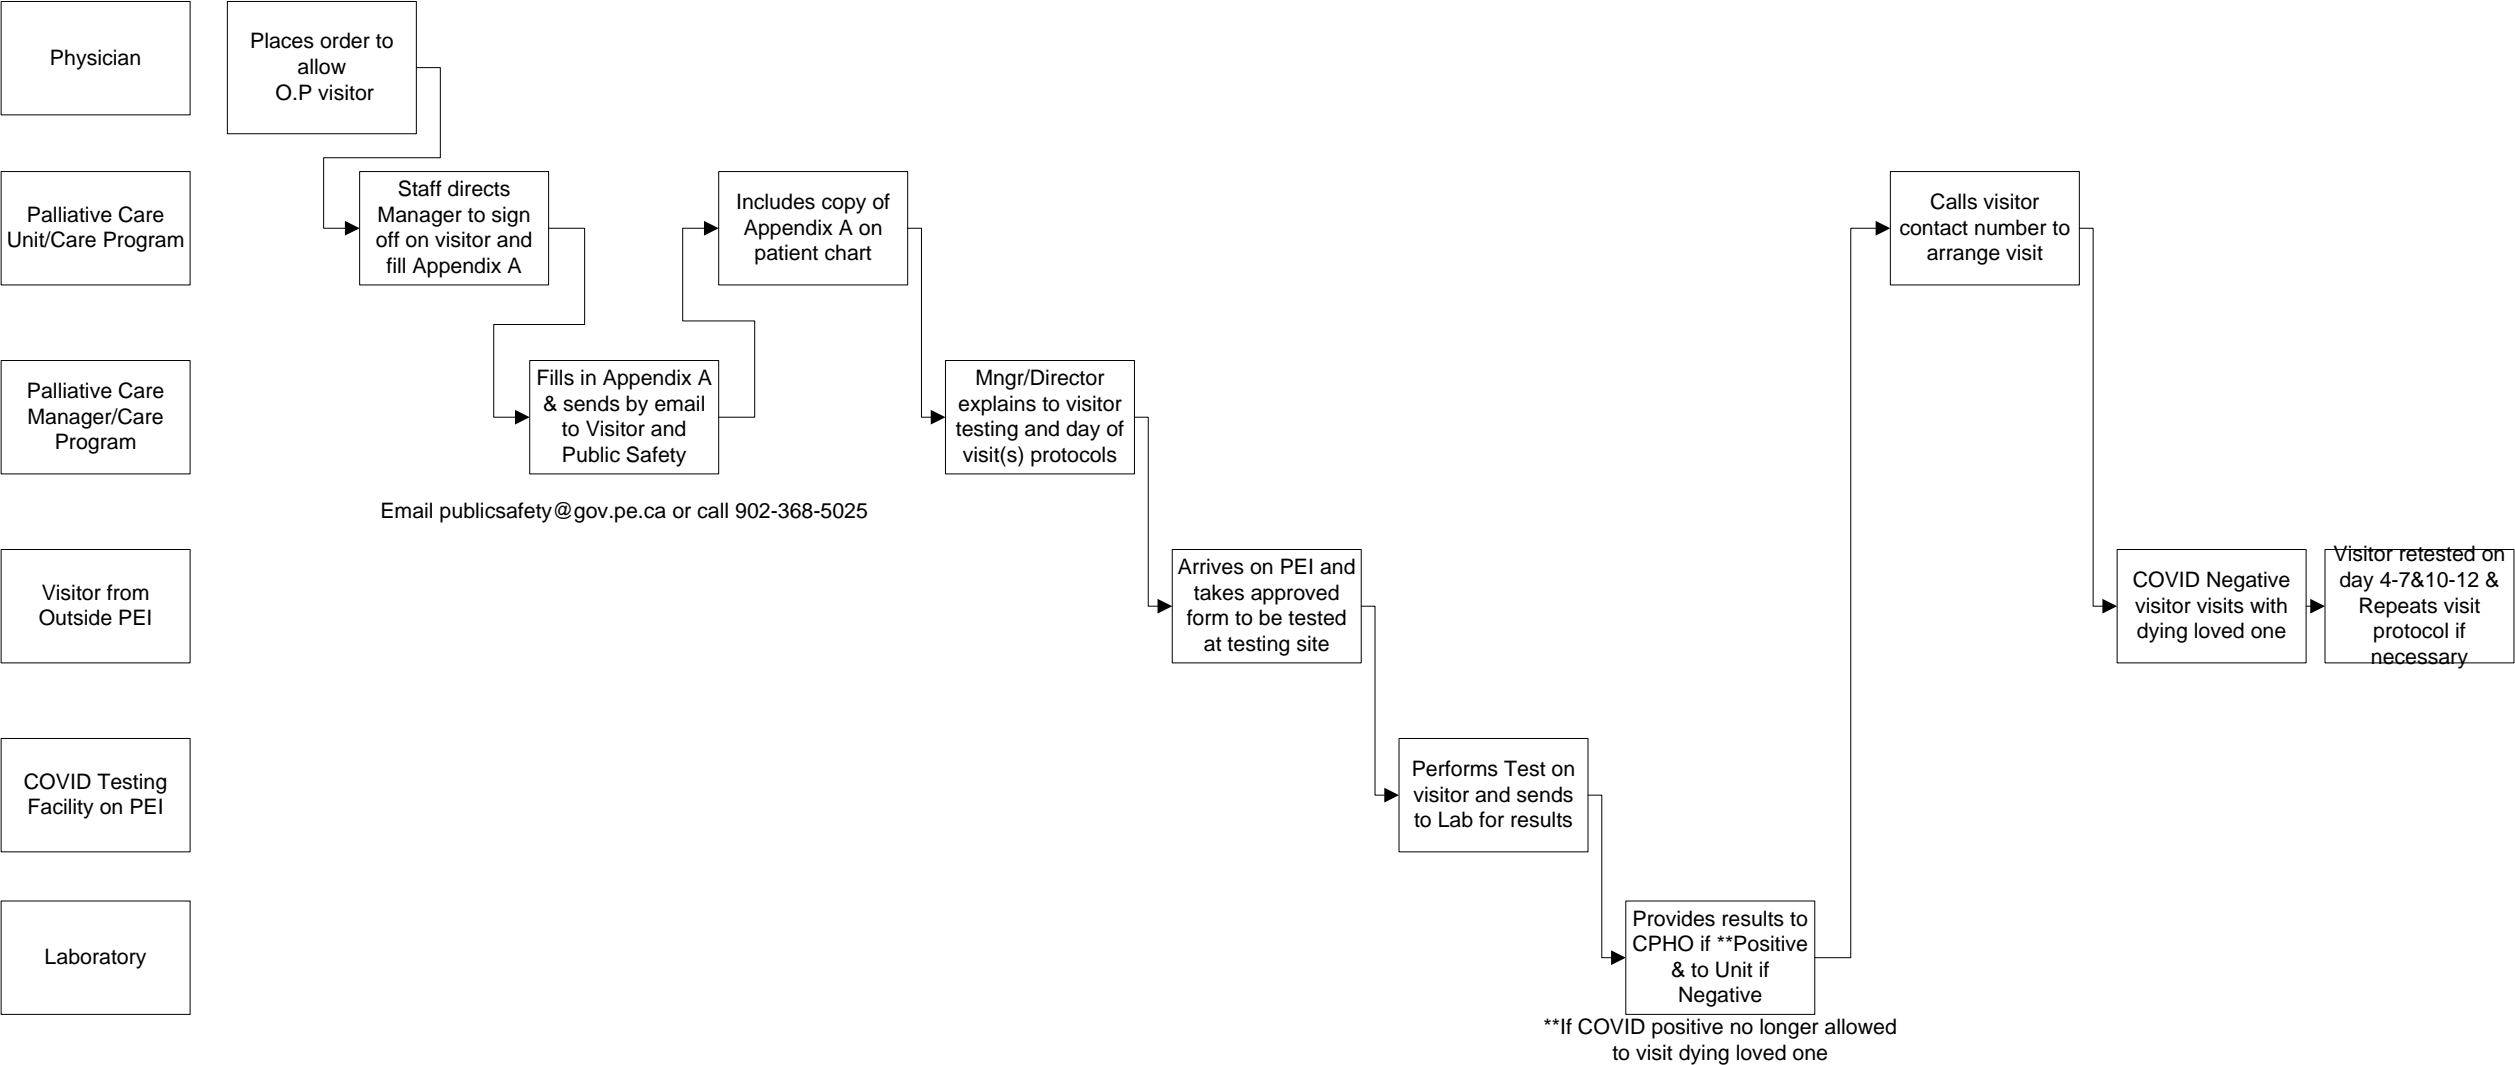 Physician
Places order to
allow
O.P visitor
Palliative Care
Unit/Care Program
Staff directs
Manager to sign
off on visitor and
fill Appendix A
Includes copy of
Appendix A on
patient chart
Calls visitor
contact number to
arrange visit
Palliative Care
Manager/Care
Program
Fills in Appendix A
& sends by email
to Visitor and
Public Safety
Mngr/Director
explains to visitor
testing and day of
visit(s) protocols
Email publicsafety@gov.pe.ca or call 902-368-5025
Visitor from
Outside PEI
Arrives on PEI and
takes approved
form to be tested
at testing site
COVID Negative
visitor visits with
dying loved one
Visitor retested on
day 4-7&10-12 &
Repeats visit
protocol if
necessary
COVID Testing
Facility on PEI
Performs Test on
visitor and sends
to Lab for results
Laboratory
Provides results to
CPHO if **Positive
& to Unit if
Negative
**If COVID positive no longer allowed
to visit dying loved one